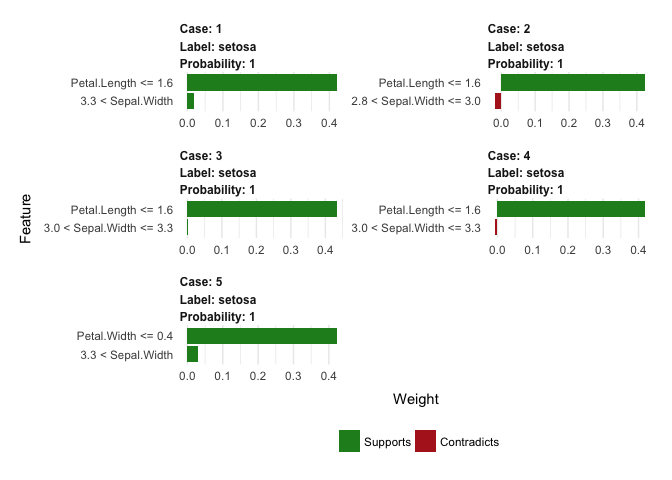 Case: 1
Label: setosa
Probability: 1
Petal.Length <= 1.6
3.3 < Sepal.Width
0.0 0.1 0.2 0.3 0.4
Case: 2
Label: setosa
Probability: 1
Petal.Length <= 1.6
2.8 < Sepal.Width <= 3.0
0.0 0.1 0.2 0.3 0.4
Case: 3
Label: setosa
Probability: 1
Petal.Length <= 1.6
3.0 < Sepal.Width <= 3.3
0.0 0.1 0.2 0.3 0.4
Case: 4
Label: setosa
Probability: 1
Petal.Length <= 1.6
3.0 < Sepal.Width <= 3.3
0.0 0.1 0.2 0.3 0.4
Case: 5
Label: setosa
Probability: 1
Petal.Width <= 0.4
3.3 < Sepal.Width
0.0 0.1 0.2 0.3 0.4
Feature
Weight
Supports Contradicts